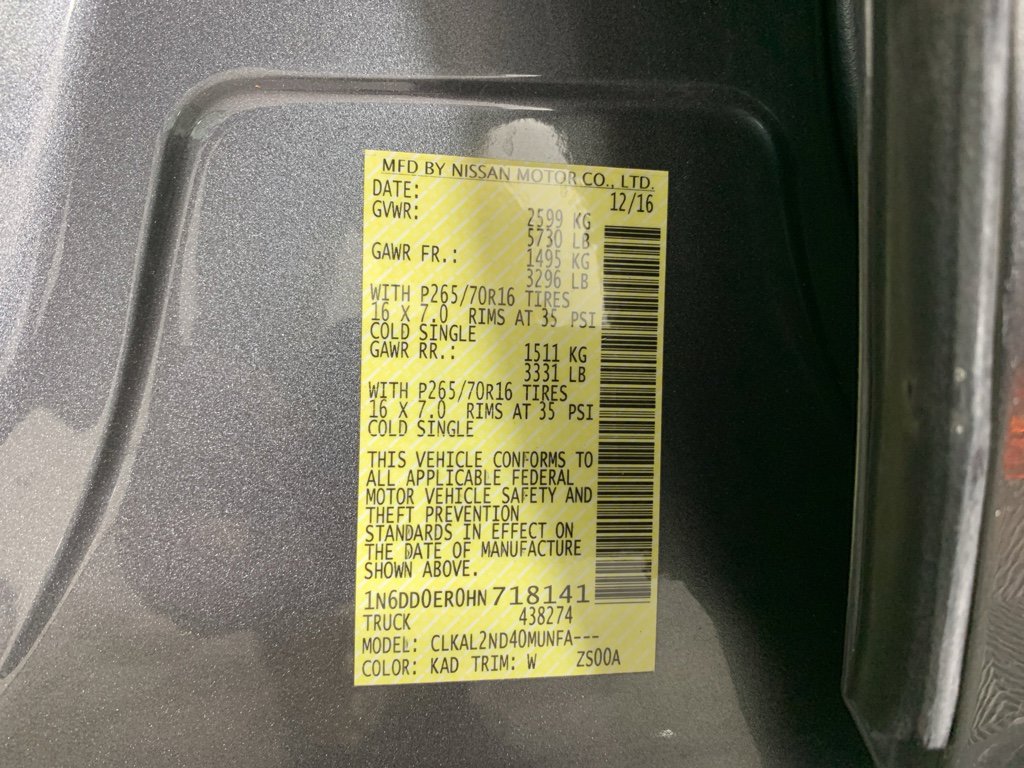 MFD BY NISSAN MOTOR CO., LTD.
DATE: 12/16
GVWR: 2599 KG
5730 LB
GAWR FR.: 1495 KG
3296 LB
WITH P265/70R16 TIRES
16 X 7.0 RIMS AT 35 PSI
COLD SINGLE
GAWR RR.: 1511 KG
3331 LB
WITH P265/70R16 TIRES
16 X 7.0 RIMS AT 35 PSI
COLD SINGLE
THIS VEHICLE CONFORMS TO
ALL APPLICABLE FEDERAL
MOTOR VEHICLE SAFETY AND
THEFT PREVENTION
STANDARDS IN EFFECT ON
THE DATE OF MANUFACTURE
SHOWN ABOVE.
1N6DD0ER0HN718141
TRUCK 438274
MODEL: CLKAL2ND40MUNFA---
COLOR: KAD TRIM: W ZS00A